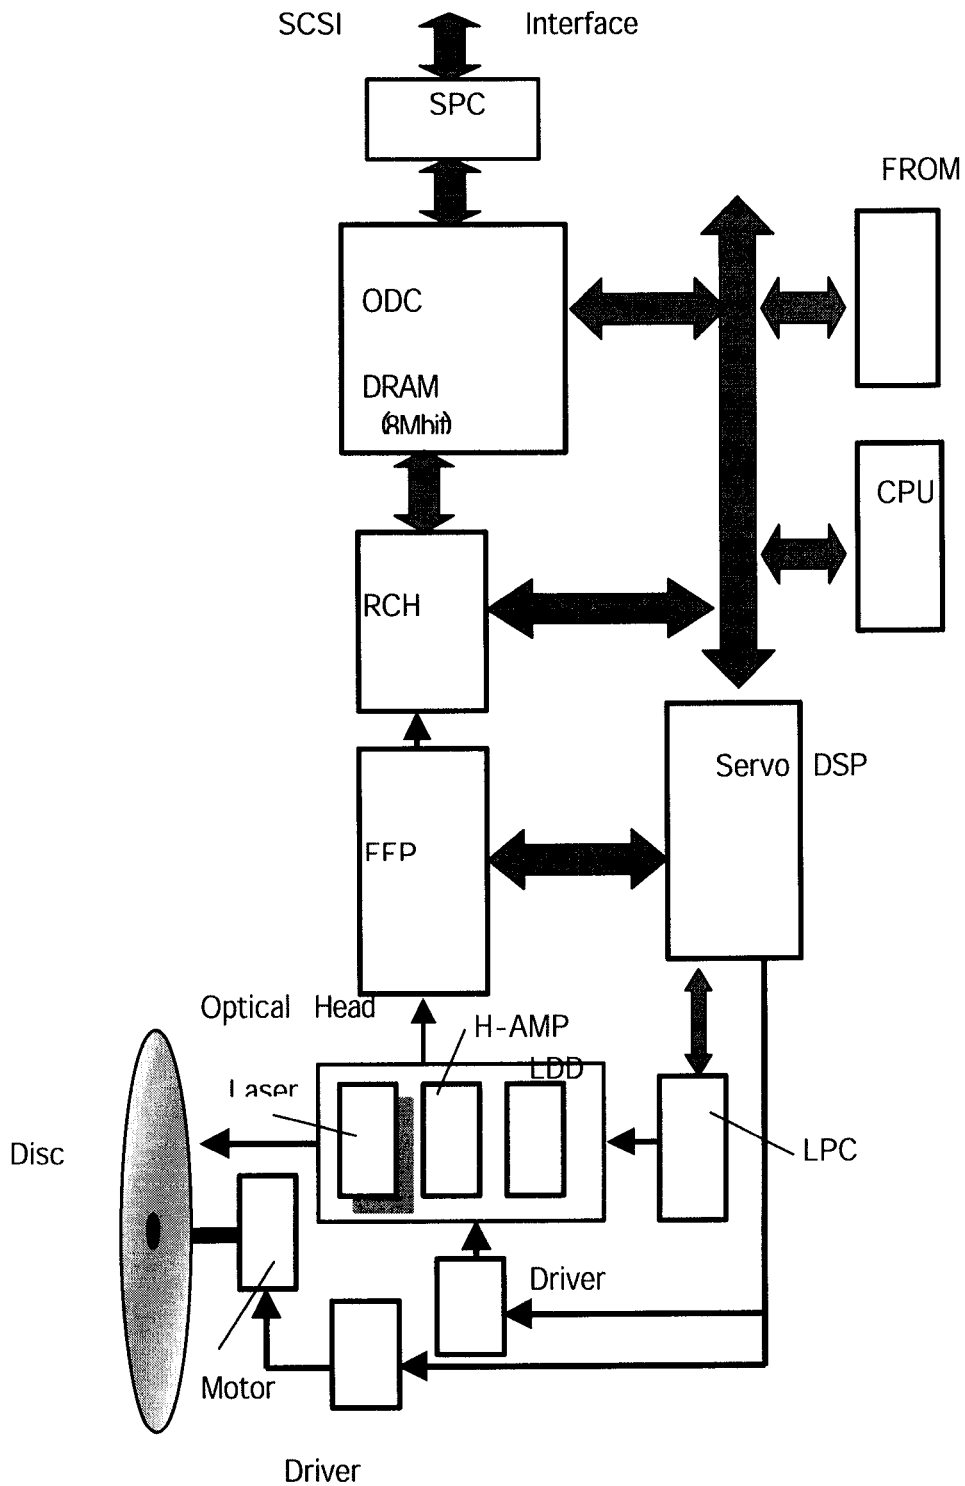 SCSI Interface
SPC
FROM
ODC
DRAM
(8Mbit)
CPU
RCH
Servo DSP
FEP
Optical Head
H-AMP
LDD
Laser
Disc
LPC
Driver
Motor
Driver